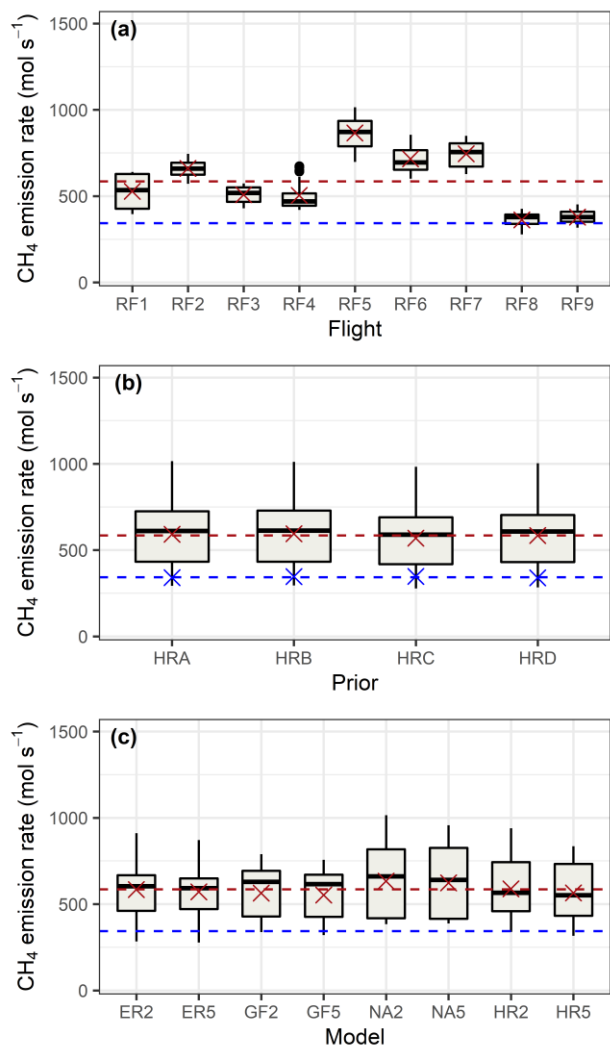 (a)
CH₄ emission rate (mol s⁻¹)
1500
1000
500
0
RF1 RF2 RF3 RF4 RF5 RF6 RF7 RF8 RF9
Flight
(b)
CH₄ emission rate (mol s⁻¹)
1500
1000
500
0
HRA HRB HRC HRD
Prior
(c)
CH₄ emission rate (mol s⁻¹)
1500
1000
500
0
ER2 ER5 GF2 GF5 NA2 NA5 HR2 HR5
Model